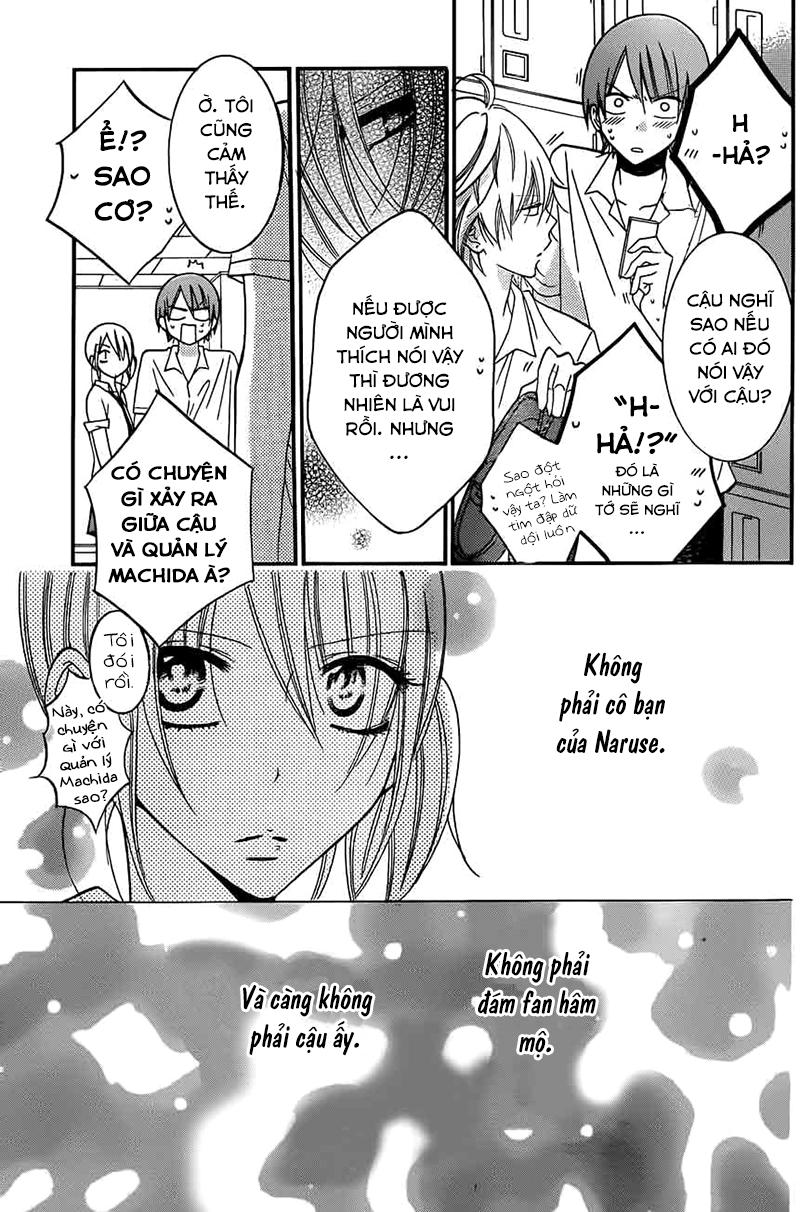 H
-HẢ?
CẬU NGHĨ
SAO NẾU
CÓ AI ĐÓ
NÓI VẬY
VỚI CẬU?
“H-
HẢ!?”
ĐÓ LÀ
NHỮNG GÌ
TỚ SẼ NGHĨ
...
Sao đột
ngột hỏi
vậy ta? Làm
tim đập dữ
dội luôn
NẾU ĐƯỢC
NGƯỜI MÌNH
THÍCH NÓI VẬY
THÌ ĐƯƠNG
NHIÊN LÀ VUI
RỒI. NHƯNG
...
Ờ. TÔI
CŨNG
CẢM
THẤY
THẾ.
Ể!?
SAO
CƠ?
CÓ CHUYỆN
GÌ XẢY RA
GIỮA CẬU
VÀ QUẢN LÝ
MACHIDA À?
Tôi
đói
rồi.
Này, có
chuyện
gì với
Quản lý
Machida
sao?
Không
phải cô bạn
của Naruse.
Không phải
đám fan hâm
mộ.
Và càng không
phải cậu ấy.